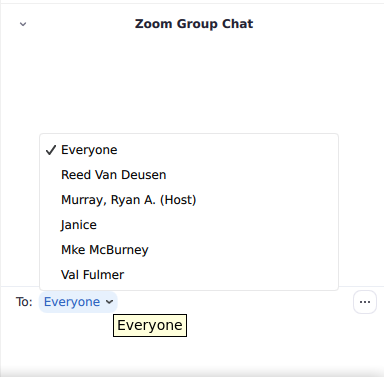 Zoom Group Chat
Everyone
Reed Van Deusen
Murray, Ryan A. (Host)
Janice
Mke McBurney
Val Fulmer
To: Everyone
Everyone